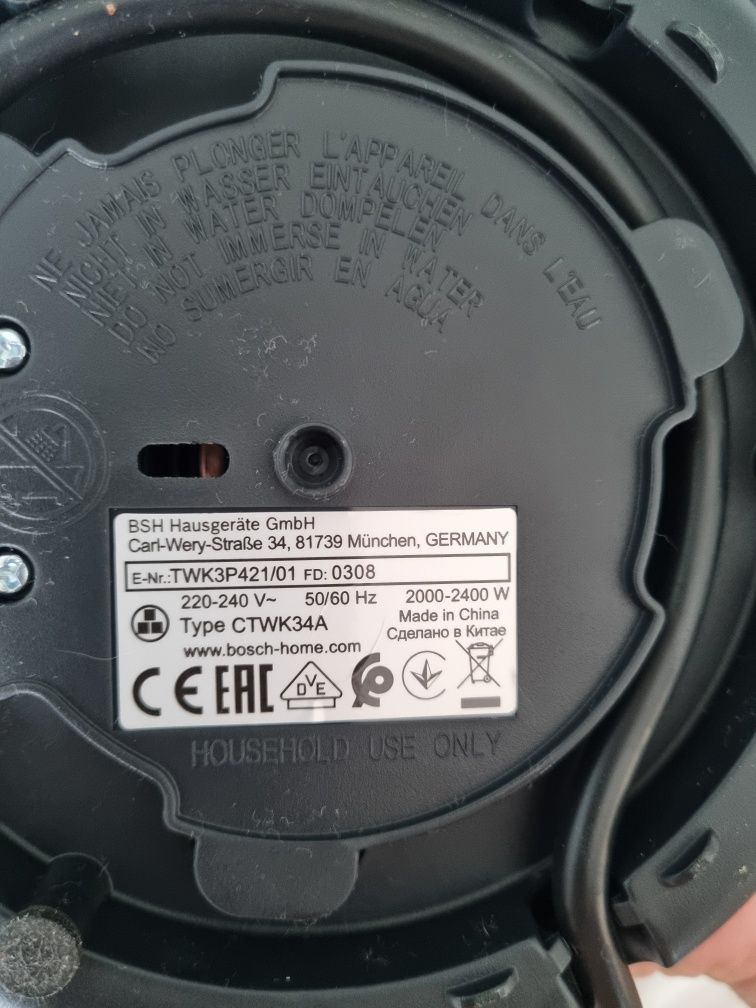 NE JAMAIS PLONGER L'APPAREIL DANS L'EAU
NICHT IN WASSER EINTAUCHEN
NIET IN WATER DOMPELEN
DO NOT IMMERSE IN WATER
NO SUMERGIR EN AGUA
BSH Hausgeräte GmbH
Carl-Wery-Straße 34, 81739 München, GERMANY
E-Nr.:TWK3P421/01 FD: 0308
220-240 V~ 50/60 Hz 2000-2400 W
Type CTWK34A
Made in China
Сделано в Китае
www.bosch-home.com
CE EAC DVE
HOUSEHOLD USE ONLY